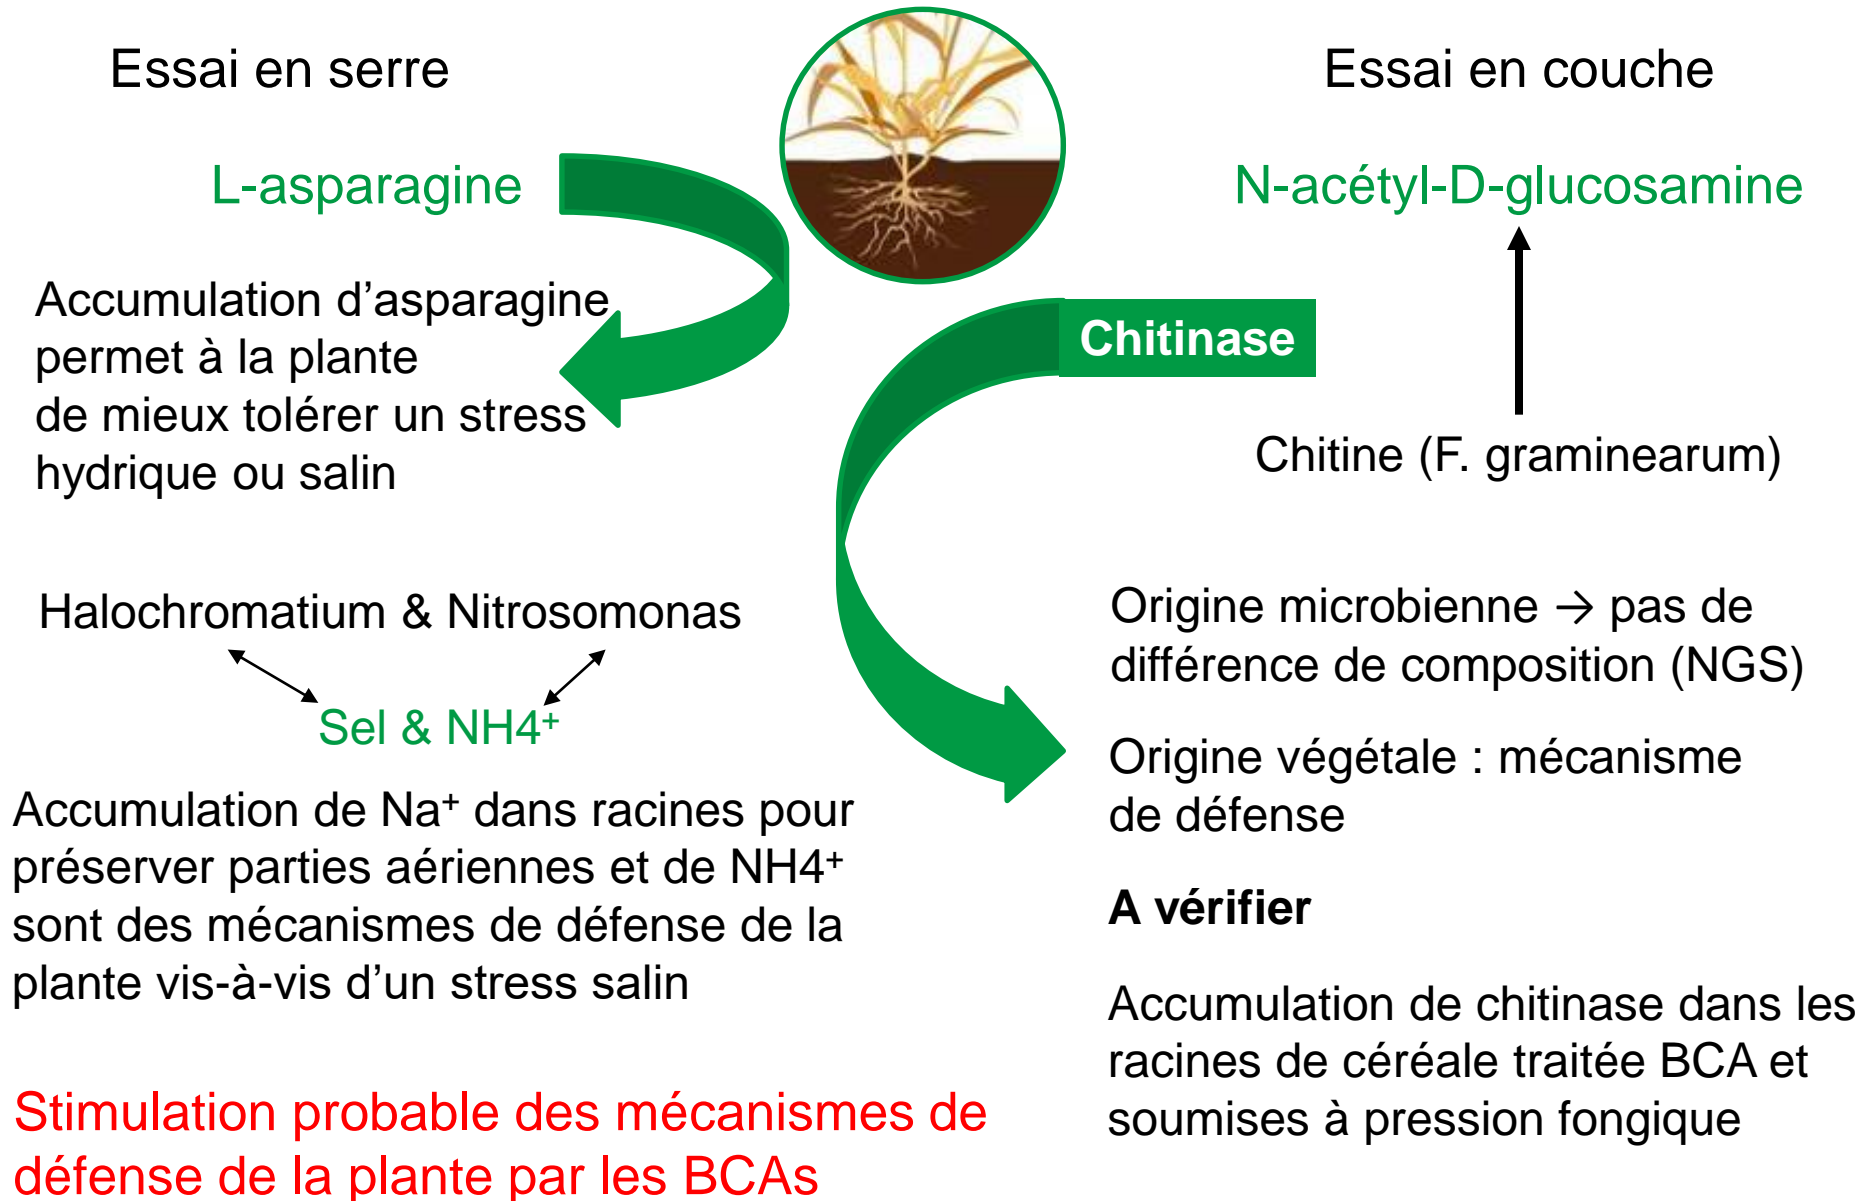 Essai en serre
L-asparagine
Accumulation d’asparagine
permet à la plante
de mieux tolérer un stress
hydrique ou salin
Halochromatium & Nitrosomonas
Sel & NH4⁺
Accumulation de Na⁺ dans racines pour
préserver parties aériennes et de NH4⁺
sont des mécanismes de défense de la
plante vis-à-vis d’un stress salin
Stimulation probable des mécanismes de
défense de la plante par les BCAs
Essai en couche
N-acétyl-D-glucosamine
Chitinase
Chitine (F. graminearum)
Origine microbienne → pas de
différence de composition (NGS)
Origine végétale : mécanisme
de défense
A vérifier
Accumulation de chitinase dans les
racines de céréale traitée BCA et
soumises à pression fongique